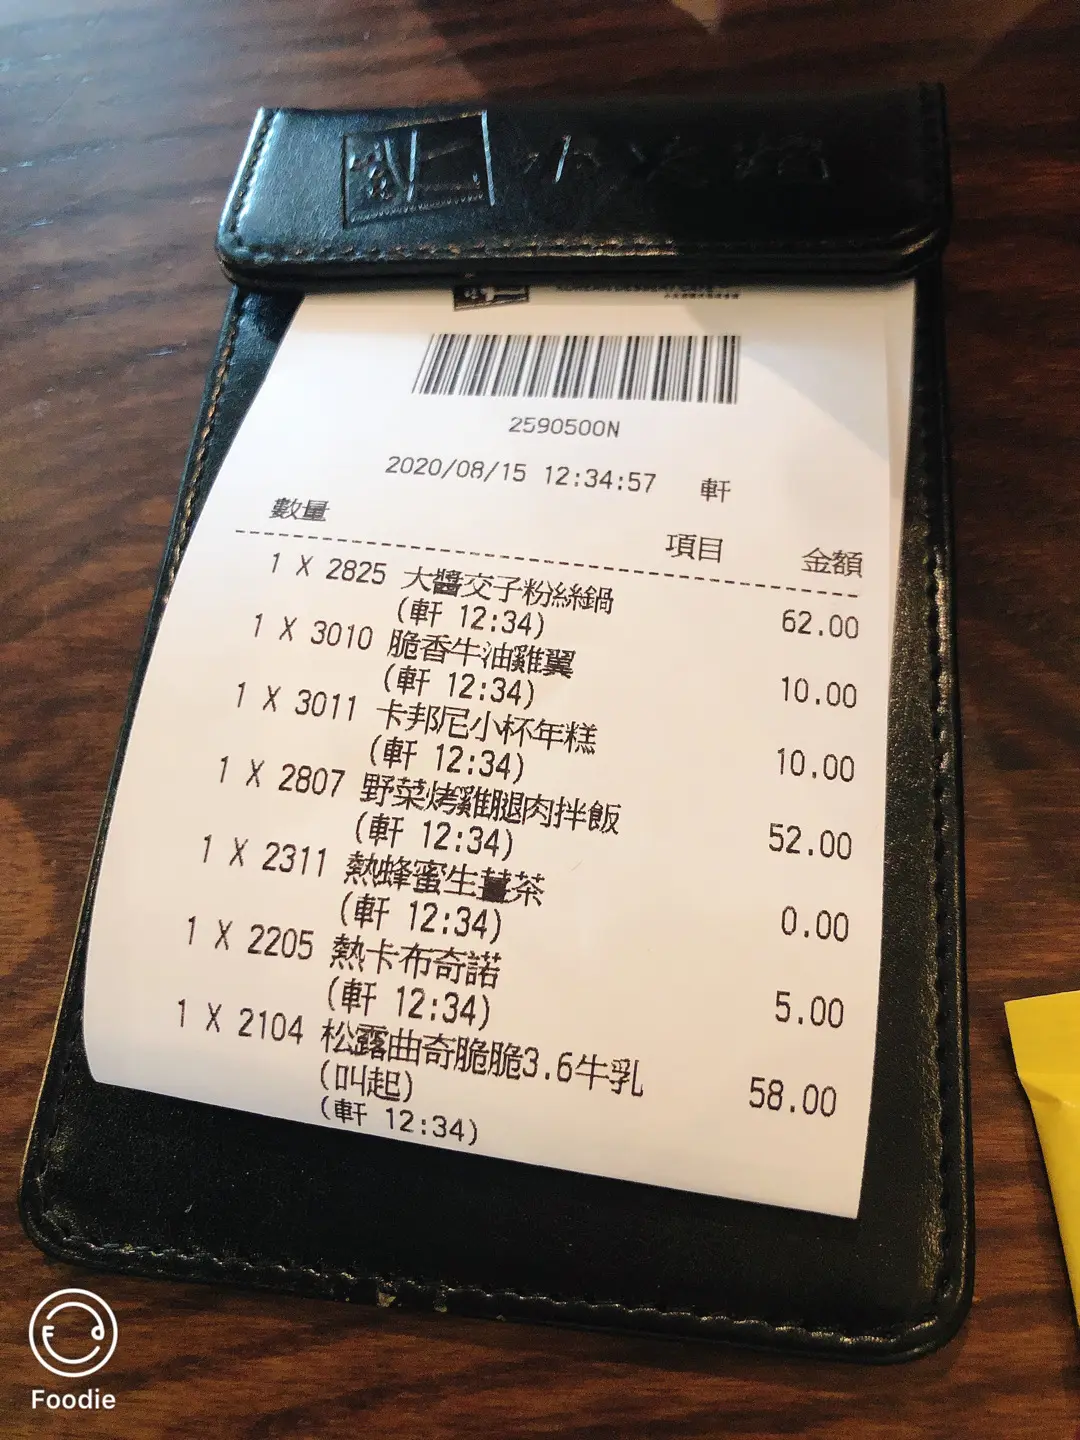 小火鍋
2590500N
2020/08/15 12:34:57 軒
數量 項目 金額
1 X 2825 大醬交子粉絲鍋 62.00
(軒 12:34)
1 X 3010 脆香牛油雞翼 10.00
(軒 12:34)
1 X 3011 卡邦尼小杯年糕 10.00
(軒 12:34)
1 X 2807 野菜烤雞腿肉拌飯 52.00
(軒 12:34)
1 X 2311 熱蜂蜜生薑茶 0.00
(軒 12:34)
1 X 2205 熱卡布奇諾 5.00
(軒 12:34)
1 X 2104 松露曲奇脆脆3.6牛乳 58.00
(叫起)
(軒 12:34)
Foodie